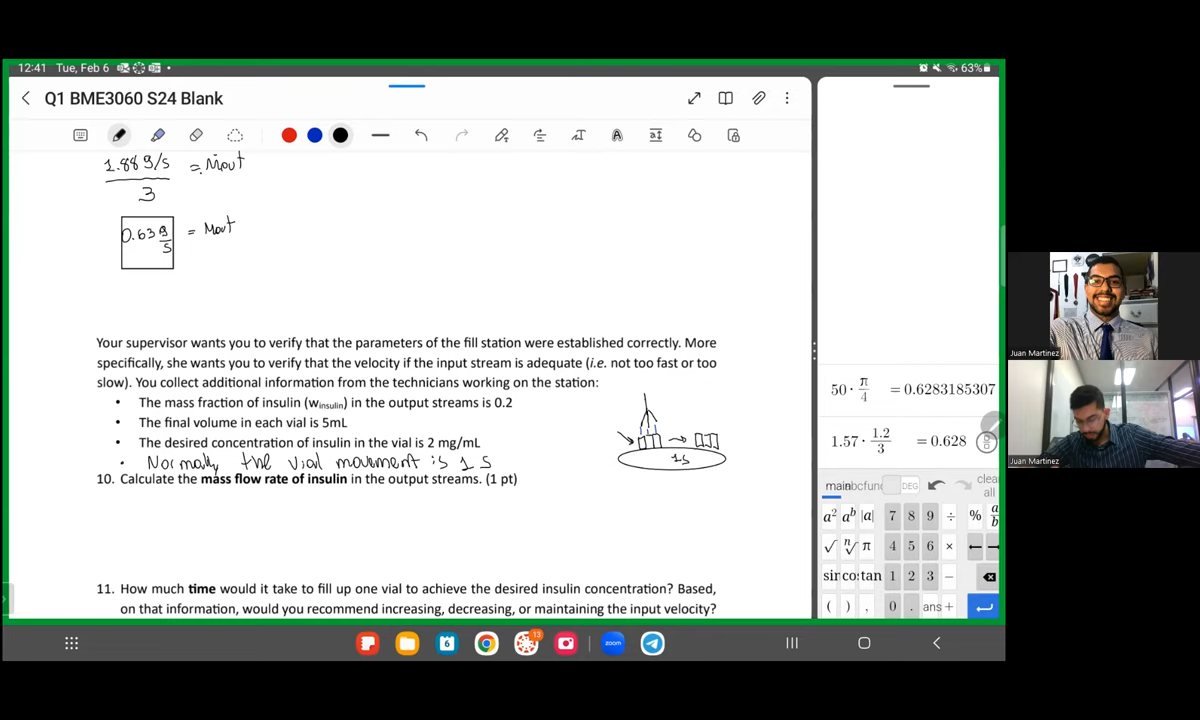 12:41 Tue, Feb 6
63%
Q1 BME3060 S24 Blank
1.88 g/s = ṁout
3
0.63 g/s = ṁout
Your supervisor wants you to verify that the parameters of the fill station were established correctly. More
specifically, she wants you to verify that the velocity if the input stream is adequate (i.e. not too fast or too
slow). You collect additional information from the technicians working on the station:
• The mass fraction of insulin (winsulin) in the output streams is 0.2
• The final volume in each vial is 5mL
• The desired concentration of insulin in the vial is 2 mg/mL
• Normally the vial movement is 1 s
1s
10. Calculate the mass flow rate of insulin in the output streams. (1 pt)
11. How much time would it take to fill up one vial to achieve the desired insulin concentration? Based,
on that information, would you recommend increasing, decreasing, or maintaining the input velocity?
50 · π/4 = 0.6283185307
1.57 · 1.2/3 = 0.628
main abc func DEG clear all
a² aᵇ |a| 7 8 9 ÷ % a/b
√ ⁿ√ π 4 5 6 × ← →
sin cos tan 1 2 3 −
( ) , 0 . ans +
6
13
zoom
Juan Martinez
Juan Martinez